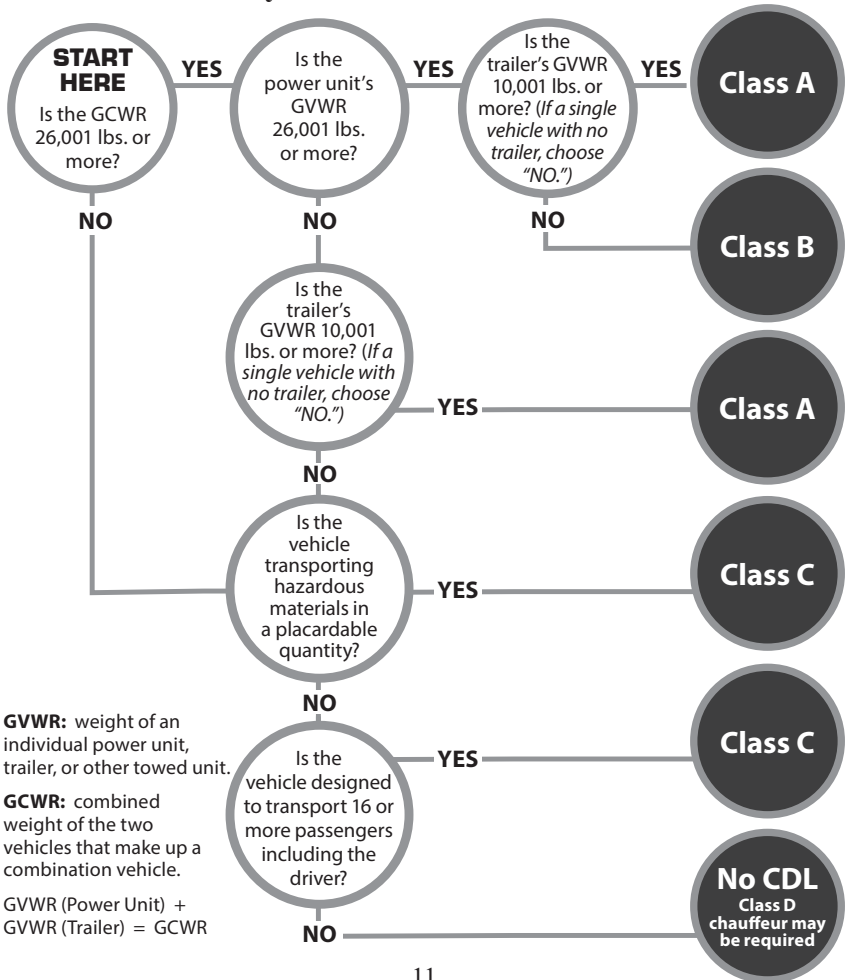 START
HERE
Is the GCWR
26,001 lbs. or
more?
YES
Is the
power unit's
GVWR
26,001 lbs.
or more?
YES
Is the
trailer's GVWR
10,001 lbs. or
more? (If a single
vehicle with no
trailer, choose
"NO.")
YES
Class A
NO
NO
NO
Class B
Is the
trailer's
GVWR 10,001
lbs. or more? (If a
single vehicle with
no trailer, choose
"NO.")
YES
Class A
NO
Is the
vehicle
transporting
hazardous
materials in
a placardable
quantity?
YES
Class C
NO
Is the
vehicle designed
to transport 16 or
more passengers
including the
driver?
YES
Class C
NO
No CDL
Class D
chauffeur may
be required
GVWR: weight of an
individual power unit,
trailer, or other towed unit.
GCWR: combined
weight of the two
vehicles that make up a
combination vehicle.
GVWR (Power Unit) +
GVWR (Trailer) = GCWR
11